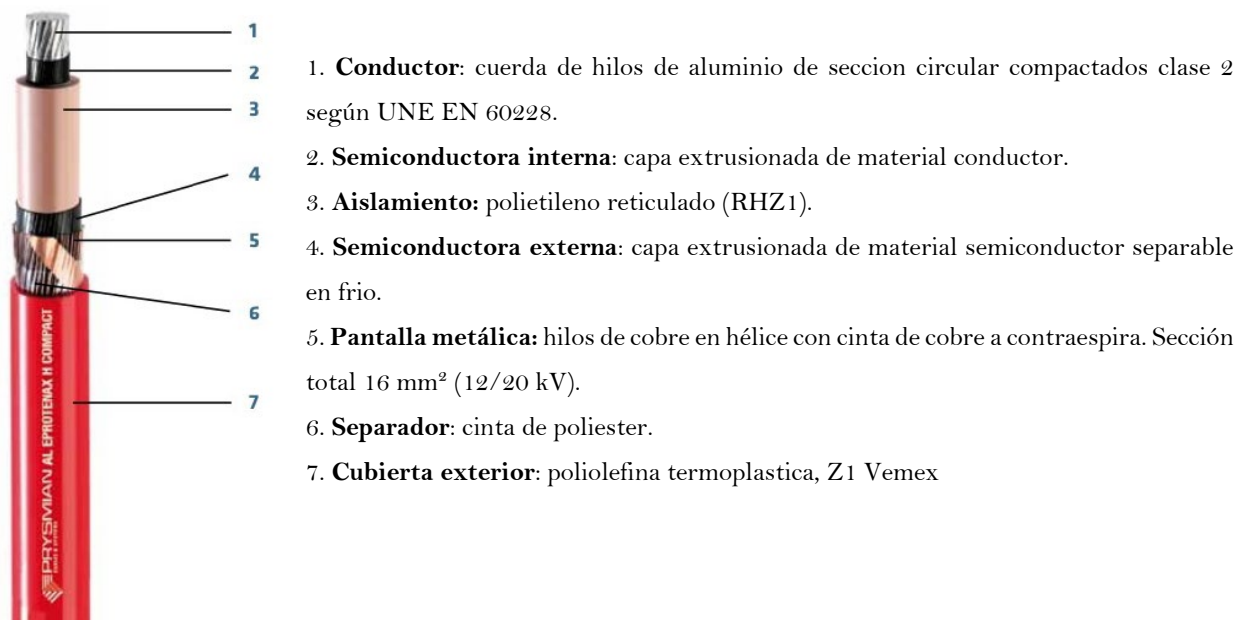 1
2
3
4
5
6
7
PRYSMIAN AL EPROTENAX H COMPACT
1. Conductor: cuerda de hilos de aluminio de seccion circular compactados clase 2
según UNE EN 60228.
2. Semiconductora interna: capa extrusionada de material conductor.
3. Aislamiento: polietileno reticulado (RHZ1).
4. Semiconductora externa: capa extrusionada de material semiconductor separable
en frio.
5. Pantalla metálica: hilos de cobre en hélice con cinta de cobre a contraespira. Sección
total 16 mm² (12/20 kV).
6. Separador: cinta de poliester.
7. Cubierta exterior: poliolefina termoplastica, Z1 Vemex